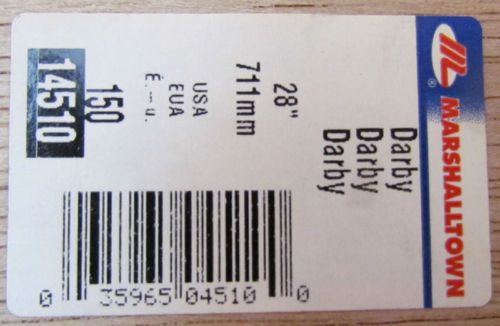 MARSHALLTOWN
Darby
Darby
Darby
28"
711mm
USA
EUA
É.-U.
150
14510
0 35965 04510 0